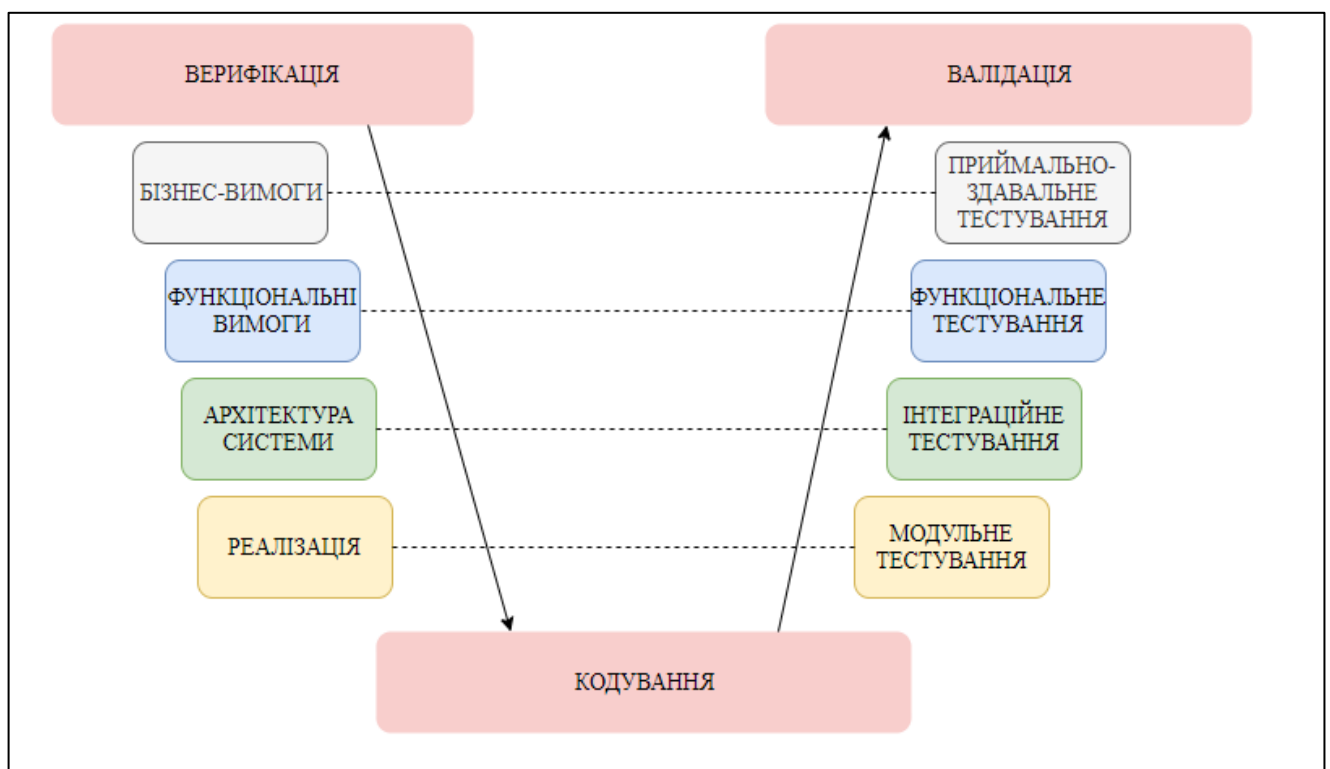 ВЕРИФІКАЦІЯ
ВАЛІДАЦІЯ
БІЗНЕС-ВИМОГИ
ПРИЙМАЛЬНО-
ЗДАВАЛЬНЕ
ТЕСТУВАННЯ
ФУНКЦІОНАЛЬНІ
ВИМОГИ
ФУНКЦІОНАЛЬНЕ
ТЕСТУВАННЯ
АРХІТЕКТУРА
СИСТЕМИ
ІНТЕГРАЦІЙНЕ
ТЕСТУВАННЯ
РЕАЛІЗАЦІЯ
МОДУЛЬНЕ
ТЕСТУВАННЯ
КОДУВАННЯ